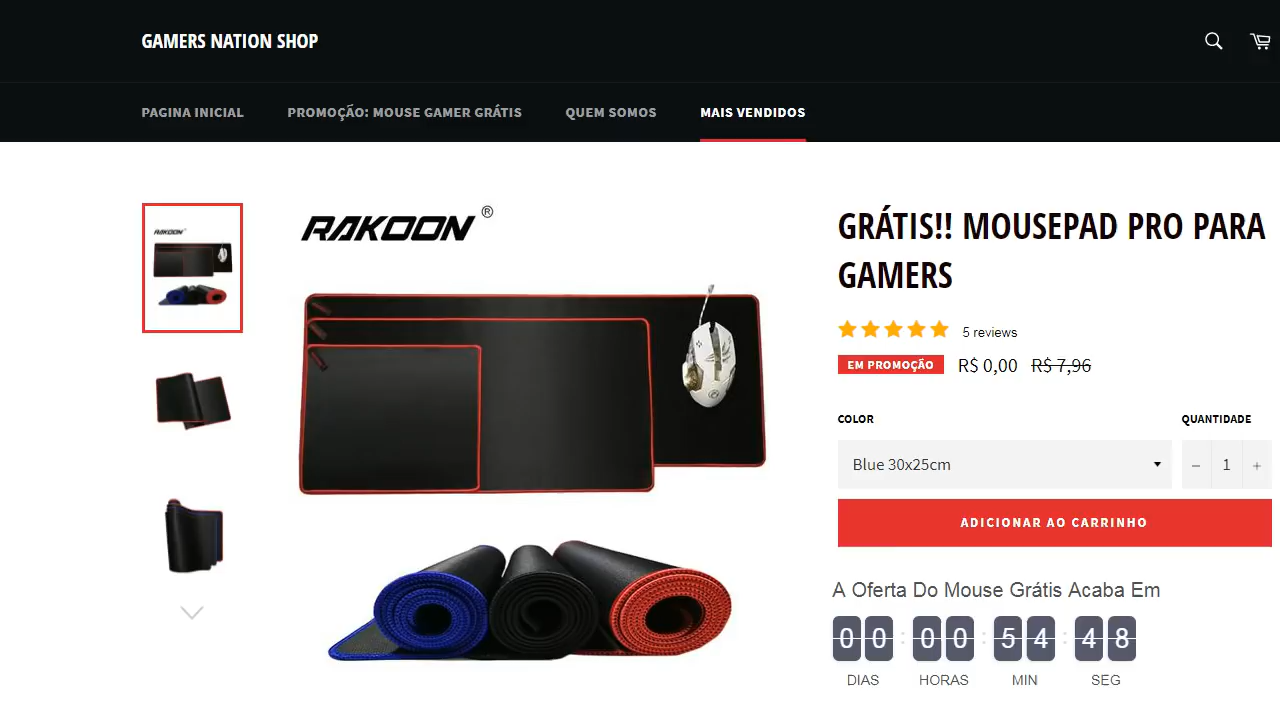 GAMERS NATION SHOP
PAGINA INICIAL
PROMOÇÃO: MOUSE GAMER GRÁTIS
QUEM SOMOS
MAIS VENDIDOS
RAKOON®
GRÁTIS!! MOUSEPAD PRO PARA
GAMERS
5 reviews
EM PROMOÇÃO R$ 0,00 R$ 7,96
COLOR
QUANTIDADE
Blue 30x25cm
− 1 +
ADICIONAR AO CARRINHO
A Oferta Do Mouse Grátis Acaba Em
00 : 00 : 54 : 48
DIAS HORAS MIN SEG